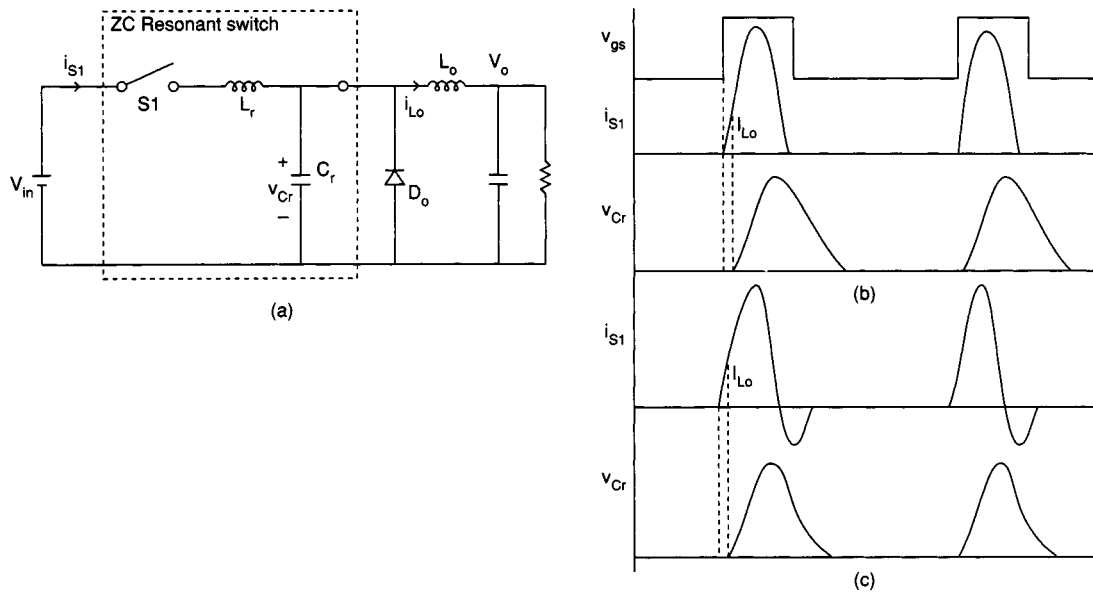 ZC Resonant switch
i_S1
S1
L_r
L_o
V_o
i_Lo
V_in
+
v_Cr
–
C_r
D_o
(a)
v_gs
i_S1
I_Lo
v_Cr
(b)
i_S1
I_Lo
v_Cr
(c)